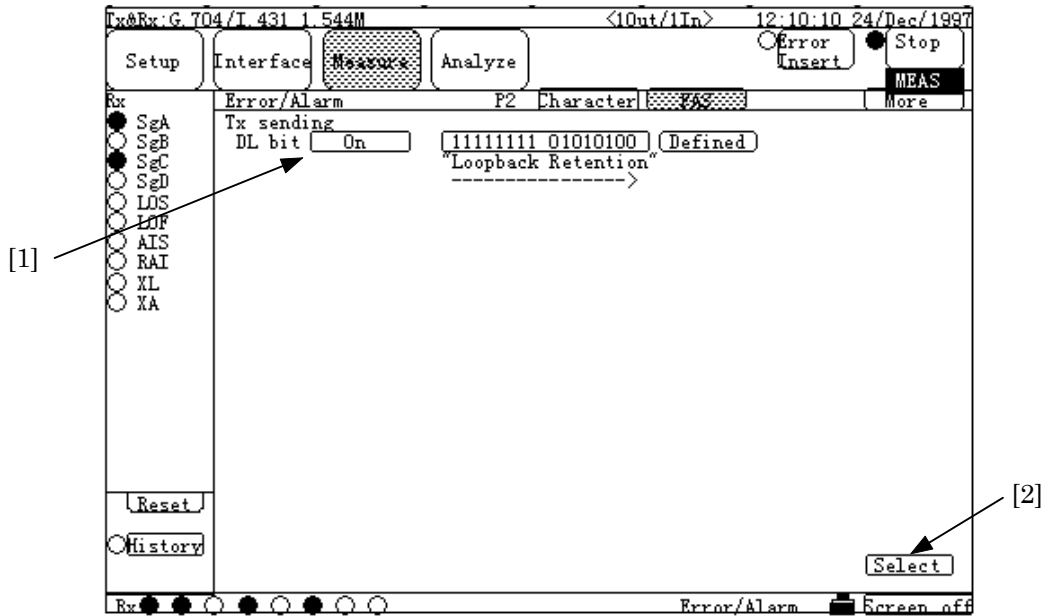 Tx&Rx:G.704/I.431 1.544M <1Out/1In> 12:10:10 24/Dec/1997
Setup Interface Measure Analyze Error Insert Stop
MEAS
Rx Error/Alarm P2 Character FAS More
SgA
SgB
SgC
SgD
LOS
LOF
AIS
RAI
XL
XA
Tx sending
DL bit On 11111111 01010100 Defined
"Loopback Retention"
----------------->
[1]
[2]
Reset
History
Select
Rx Error/Alarm Screen off